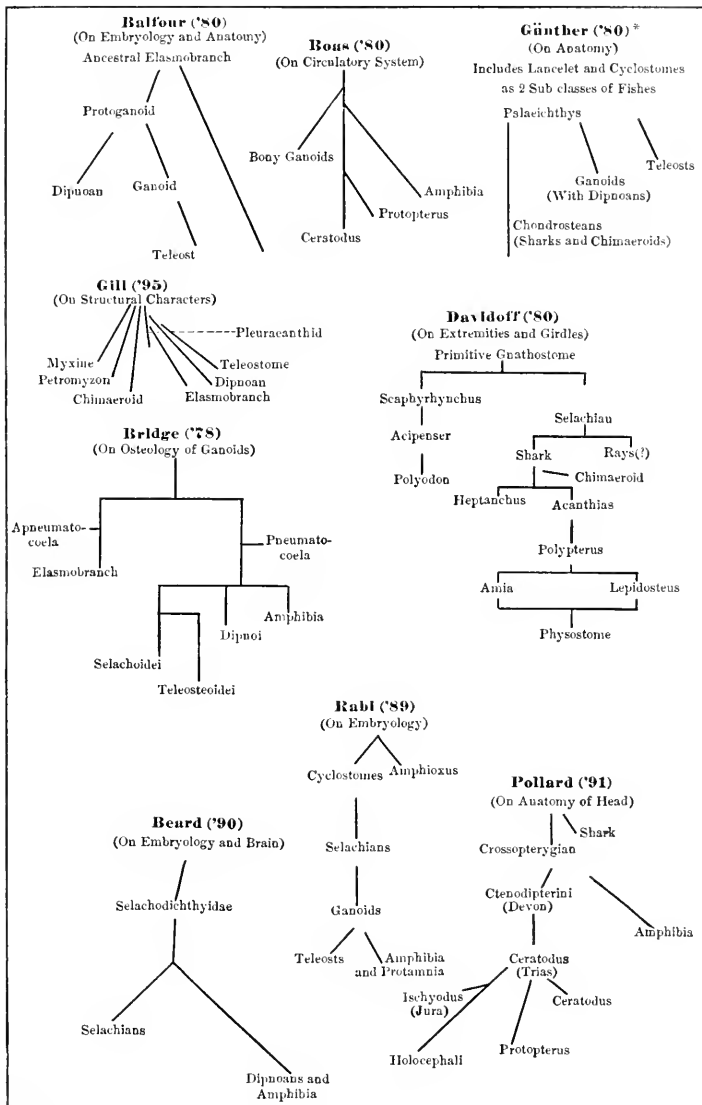 Balfour ('80)
(On Embryology and Anatomy)
Ancestral Elasmobranch
Protoganoid
Dipnoan
Ganoid
Teleost
Boas ('80)
(On Circulatory System)
Bony Ganoids
Amphibia
Protopterus
Ceratodus
Günther ('80)*
(On Anatomy)
Includes Lancelet and Cyclostomes
as 2 Sub classes of Fishes
Palaeichthys
Teleosts
Ganoids
(With Dipnoans)
Chondrosteans
(Sharks and Chimaeroids)
Gill ('95)
(On Structural Characters)
Pleuracanthid
Myxine
Petromyzon
Chimaeroid
Teleostome
Dipnoan
Elasmobranch
Davidoff ('80)
(On Extremities and Girdles)
Primitive Gnathostome
Scaphyrhynchus
Acipenser
Polyodon
Selachiau
Shark
Rays(?)
Chimaeroid
Heptanchus
Acanthias
Polypterus
Amia
Lepidosteus
Physostome
Bridge ('78)
(On Osteology of Ganoids)
Apneumato-
coela
Elasmobranch
Pneumato-
coela
Amphibia
Dipnoi
Selachoidei
Teleosteoidei
Rabl ('89)
(On Embryology)
Cyclostomes
Amphioxus
Selachians
Ganoids
Teleosts
Amphibia
and Protamnia
Beard ('90)
(On Embryology and Brain)
Selachodichthyidae
Selachians
Dipnoans and
Amphibia
Pollard ('91)
(On Anatomy of Head)
Shark
Crossopterygian
Ctenodipterini
(Devon)
Amphibia
Ceratodus
(Trias)
Ischyodus
(Jura)
Ceratodus
Holocephali
Protopterus